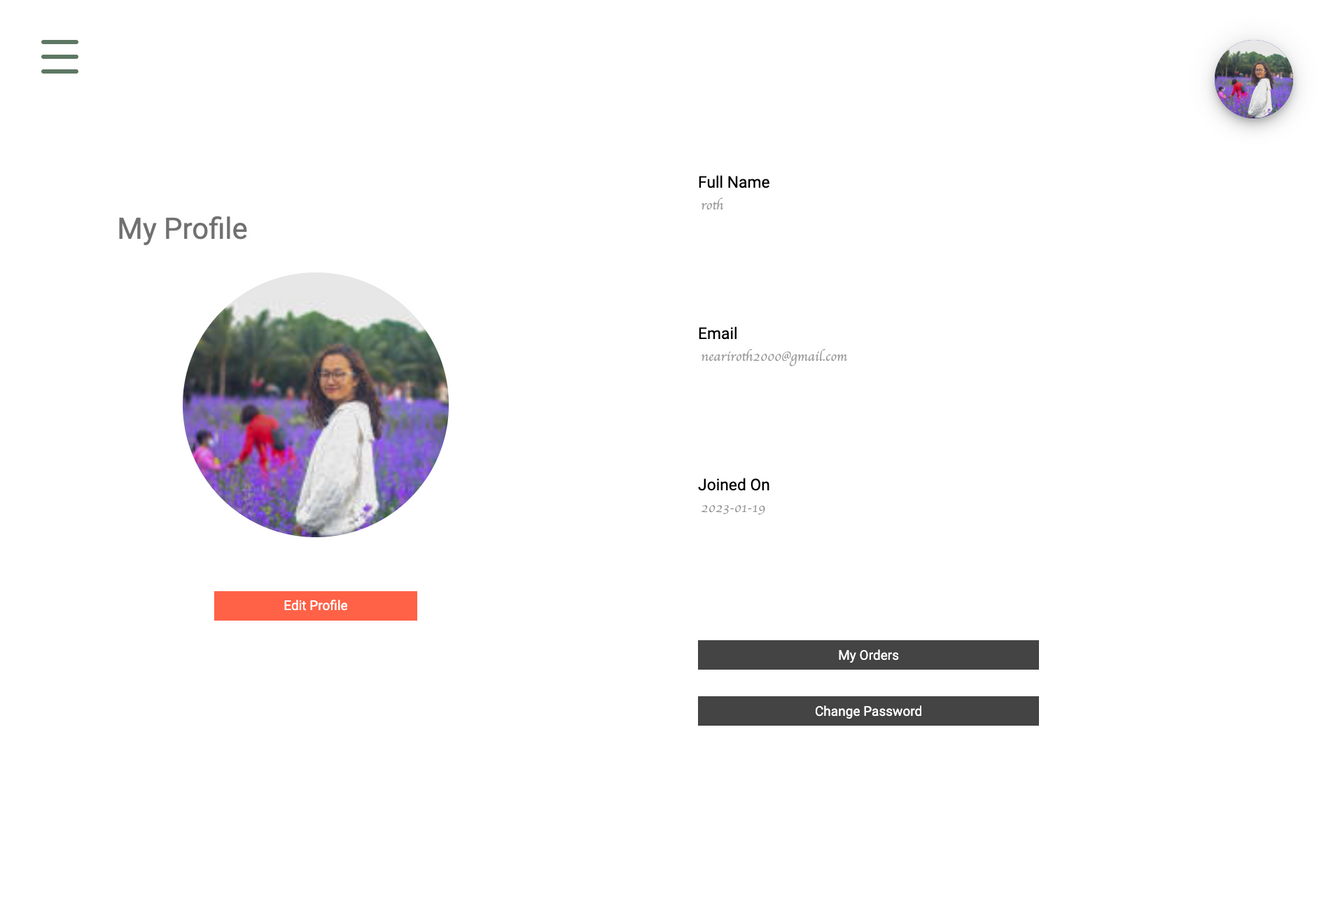 My Profile
Edit Profile
Full Name
roth
Email
neariroth2000@gmail.com
Joined On
2023-01-19
My Orders
Change Password